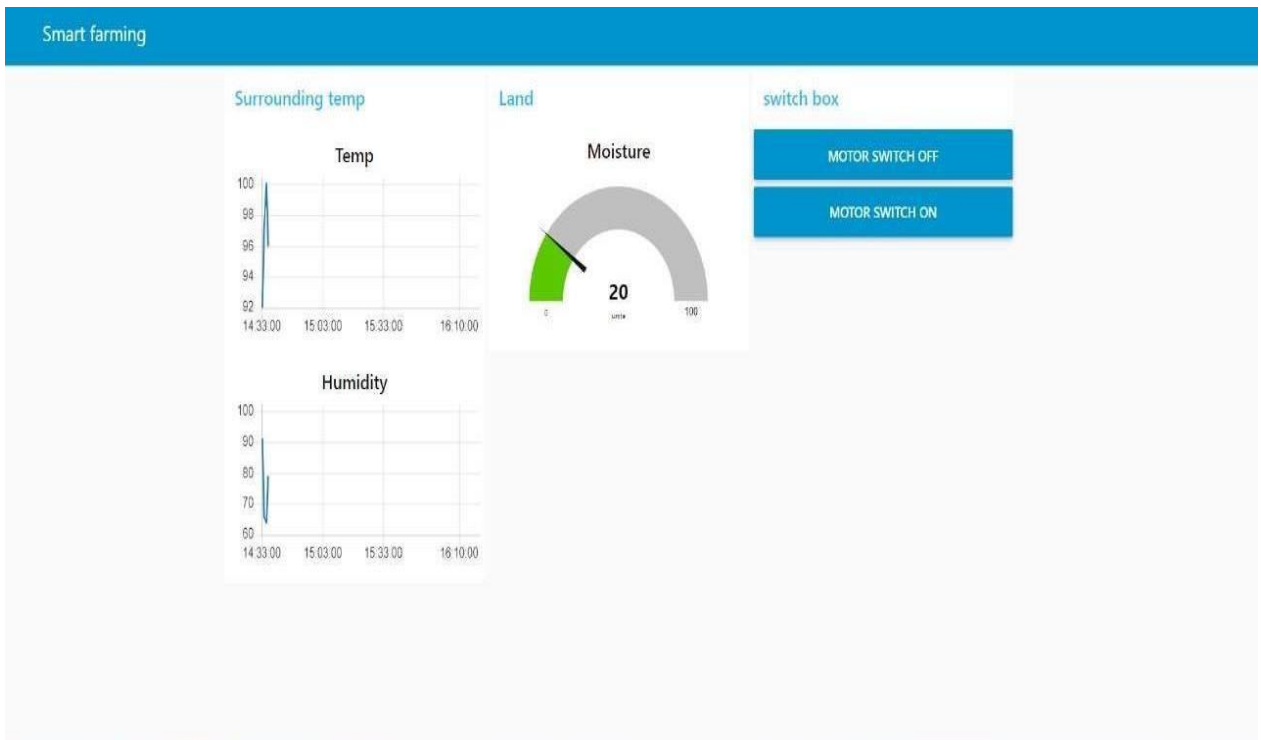 Smart farming
Surrounding temp
Temp
100
98
96
94
92
14:33:00 15:03:00 15:33:00 16:10:00
Humidity
100
90
80
70
60
14:33:00 15:03:00 15:33:00 16:10:00
Land
Moisture
20
0 units 100
switch box
MOTOR SWITCH OFF
MOTOR SWITCH ON